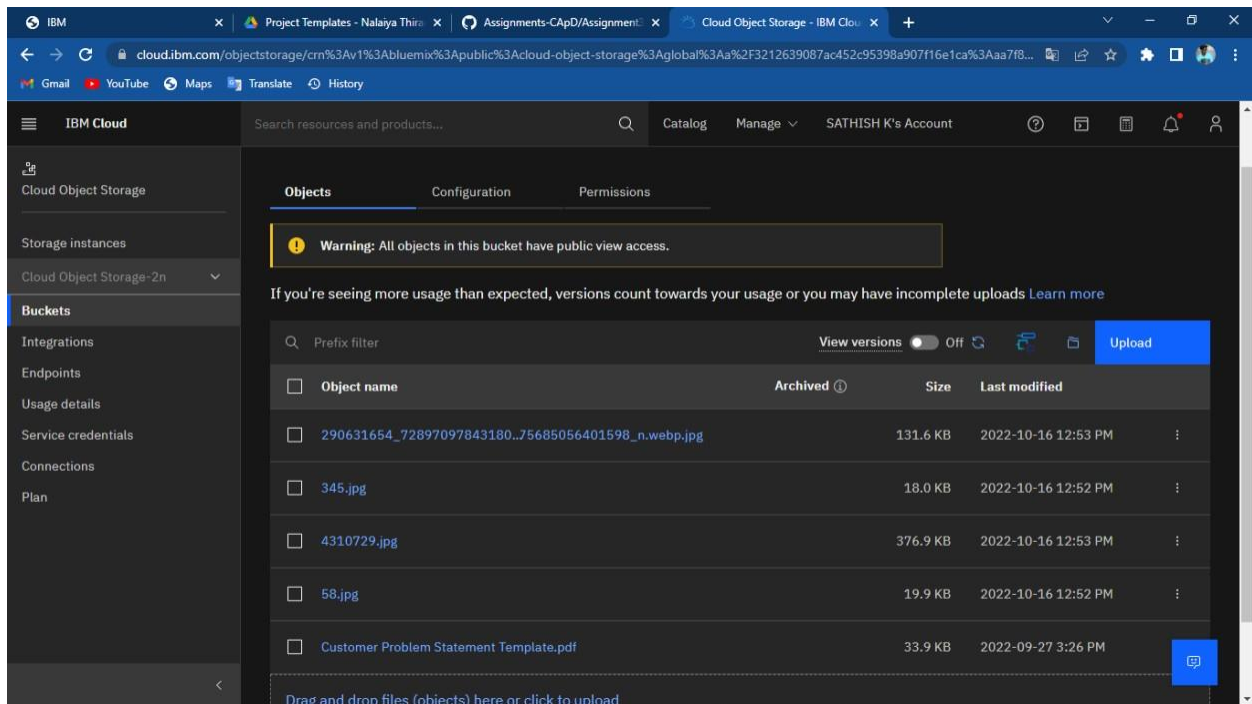 IBM
Project Templates - Nalaiya Thira
Assignments-CApD/Assignment3
Cloud Object Storage - IBM Clou
cloud.ibm.com/objectstorage/crn%3Av1%3Abluemix%3Apublic%3Acloud-object-storage%3Aglobal%3Aa%2F3212639087ac452c95398a907f16e1ca%3Aaa7f8...
Gmail YouTube Maps Translate History
IBM Cloud Search resources and products... Catalog Manage SATHISH K's Account
Cloud Object Storage
Storage instances
Cloud Object Storage-2n
Buckets
Integrations
Endpoints
Usage details
Service credentials
Connections
Plan
Objects Configuration Permissions
Warning: All objects in this bucket have public view access.
If you're seeing more usage than expected, versions count towards your usage or you may have incomplete uploads Learn more
Prefix filter View versions Off Upload
Object name Archived Size Last modified
290631654_72897097843180..75685056401598_n.webp.jpg 131.6 KB 2022-10-16 12:53 PM
345.jpg 18.0 KB 2022-10-16 12:52 PM
4310729.jpg 376.9 KB 2022-10-16 12:53 PM
58.jpg 19.9 KB 2022-10-16 12:52 PM
Customer Problem Statement Template.pdf 33.9 KB 2022-09-27 3:26 PM
Drag and drop files (objects) here or click to upload